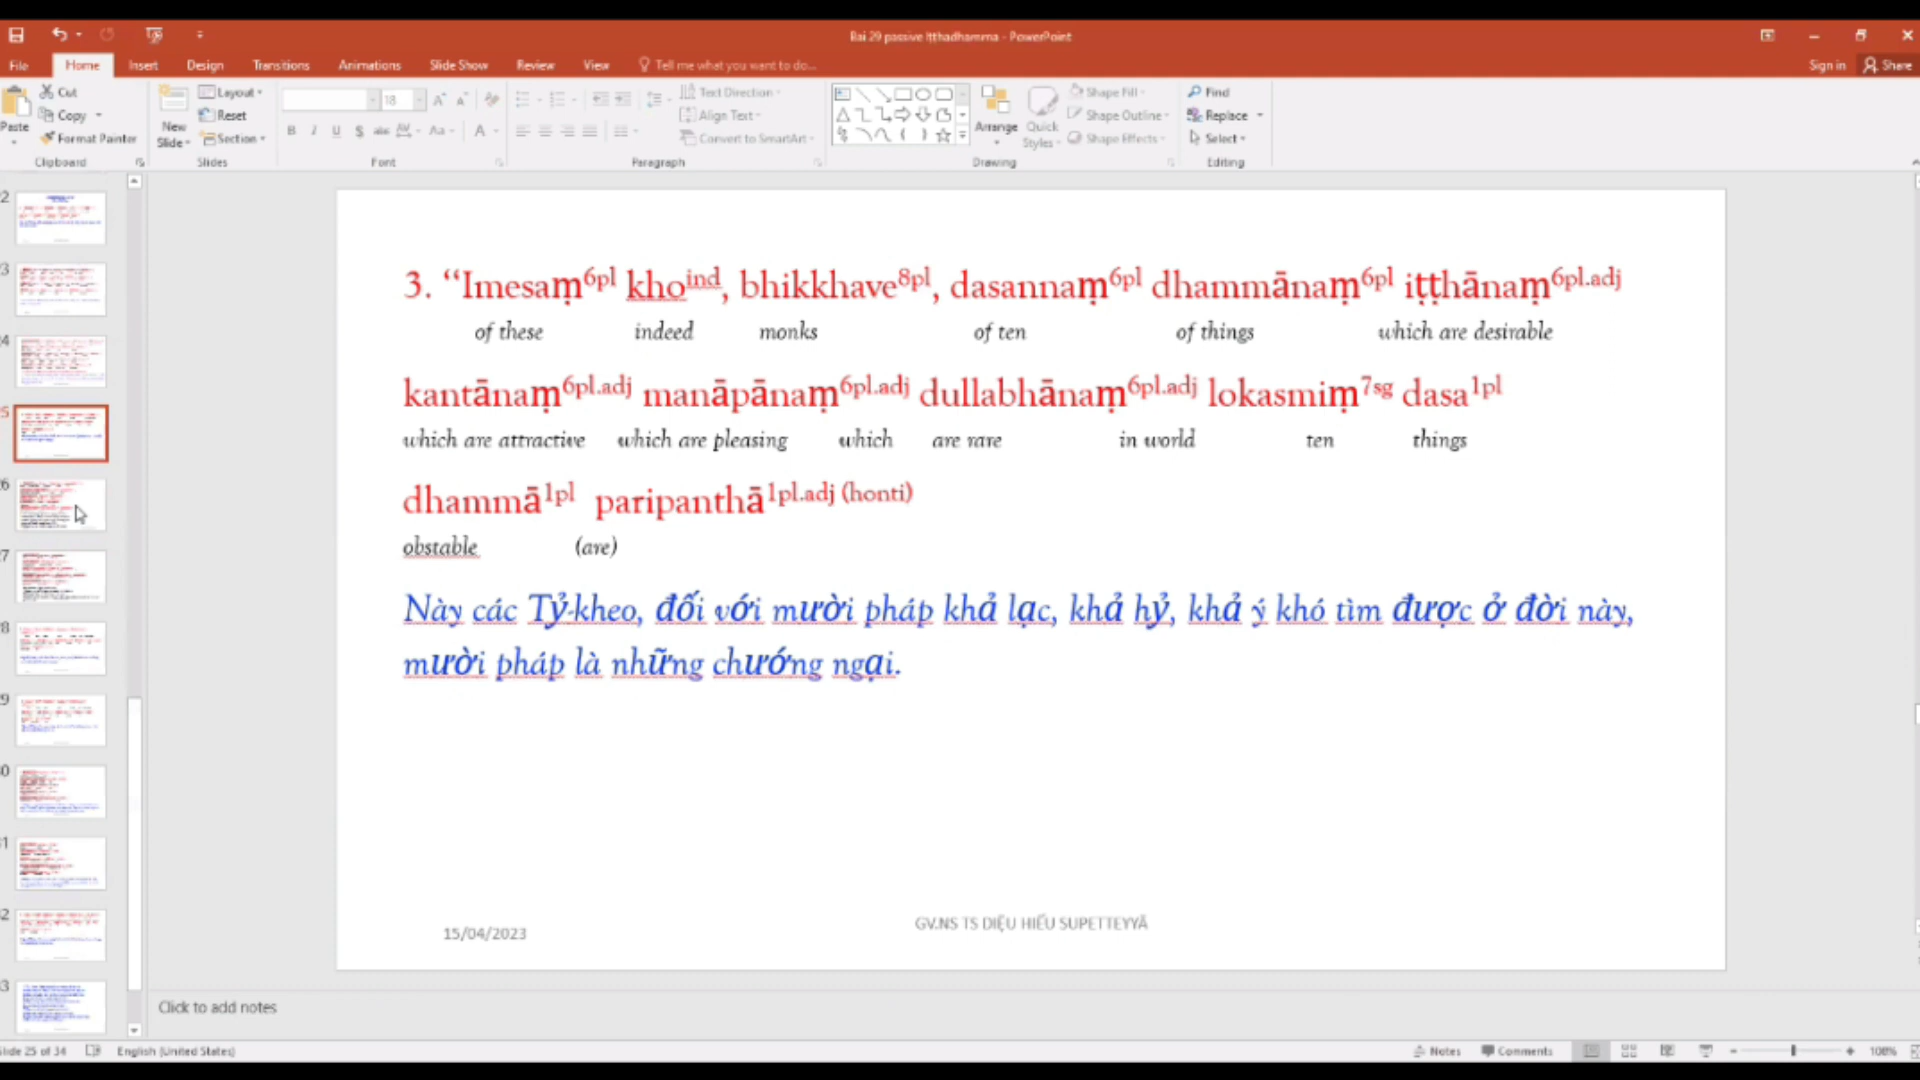 Bai 29 passive Iṭṭhadhamma - PowerPoint
File Home Insert Design Transitions Animations Slide Show Review View Tell me what you want to do... Sign in Share
Paste Cut Copy Format Painter Clipboard
New Slide Layout Reset Section Slides
18 Font
Text Direction Align Text Convert to SmartArt Paragraph
Arrange Quick Styles Shape Fill Shape Outline Shape Effects Drawing
Find Replace Select Editing
3. “Imesaṃ6pl khoind, bhikkhave8pl, dasannaṃ6pl dhammānaṃ6pl iṭṭhānaṃ6pl.adj
of these indeed monks of ten of things which are desirable
kantānaṃ6pl.adj manāpānaṃ6pl.adj dullabhānaṃ6pl.adj lokasmiṃ7sg dasa1pl
which are attractive which are pleasing which are rare in world ten things
dhammā1pl paripanthā1pl.adj (honti)
obstable (are)
Này các Tỷ-kheo, đối với mười pháp khả lạc, khả hỷ, khả ý khó tìm được ở đời này,
mười pháp là những chướng ngại.
15/04/2023 GV.NS TS DIỆU HIẾU SUPETTEYYĀ
Click to add notes
Slide 25 of 34 English (United States) Notes Comments 108%